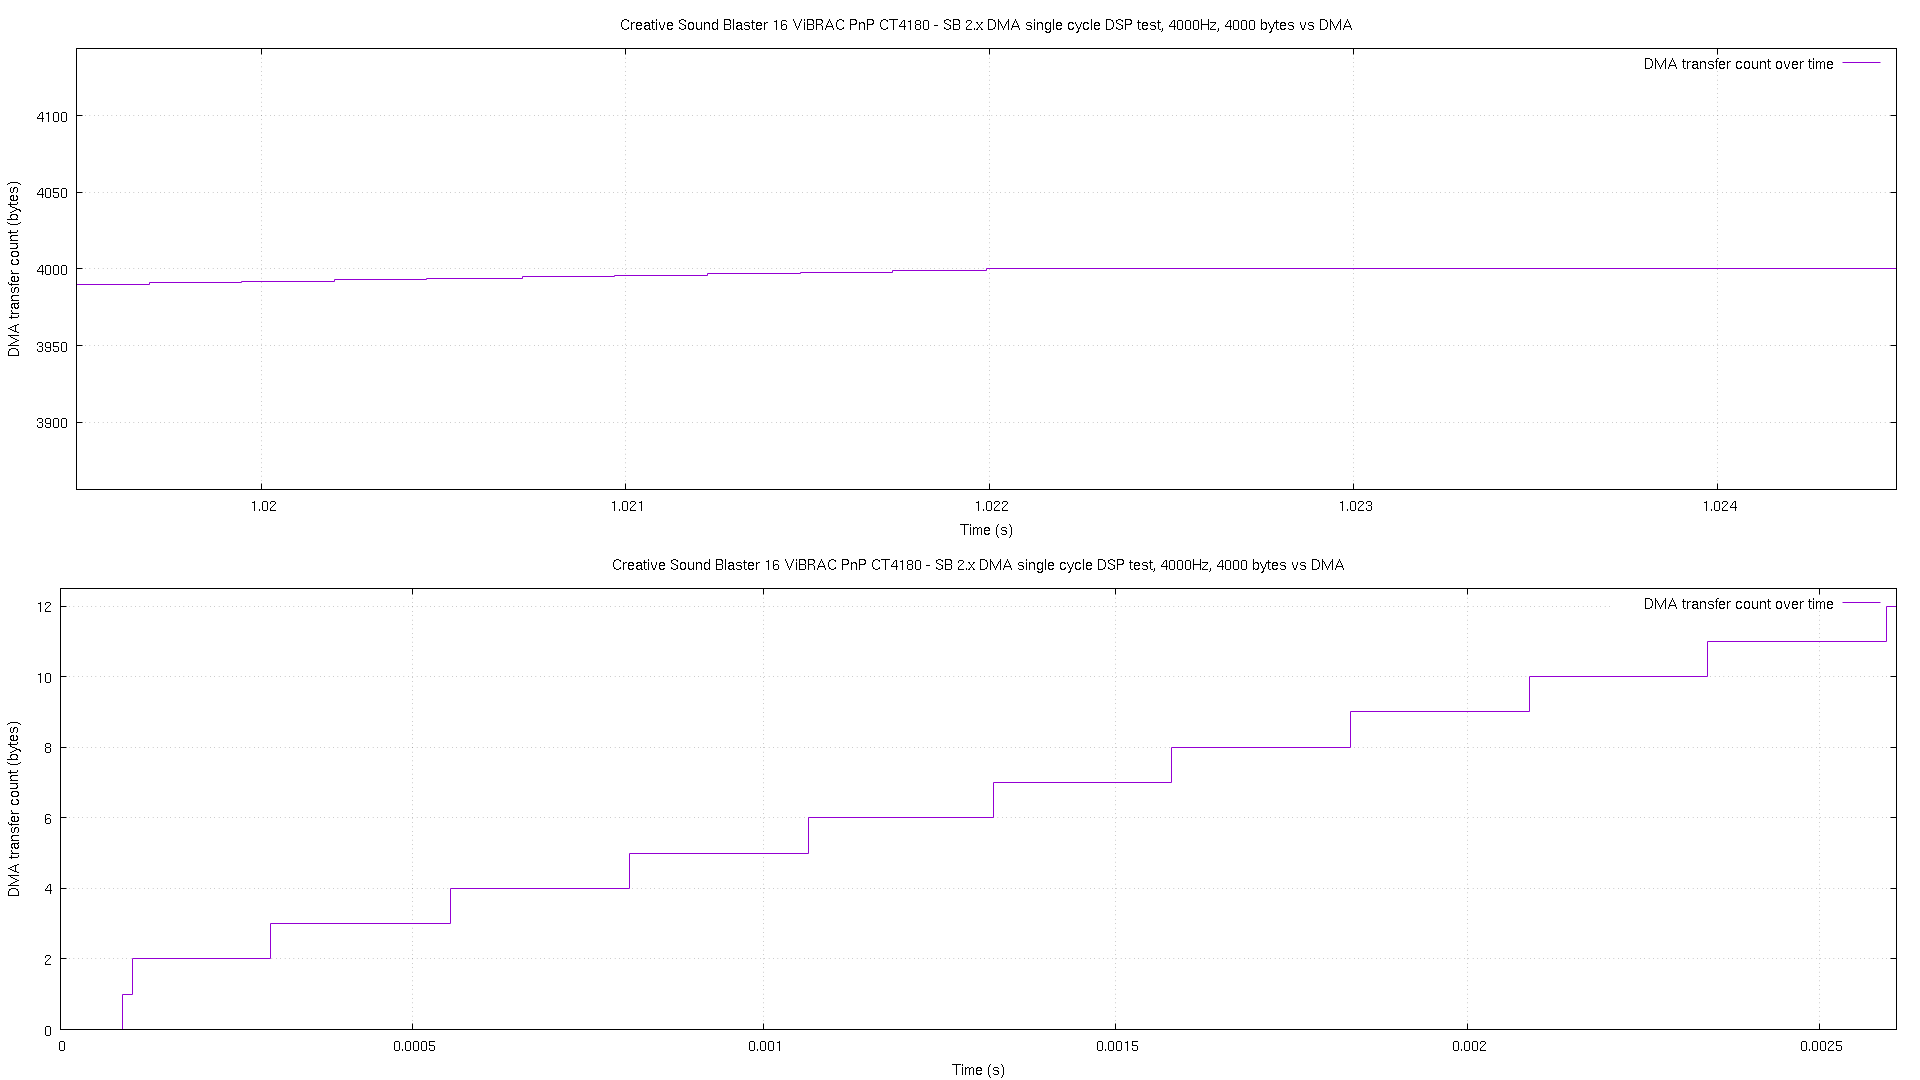 Creative Sound Blaster 16 ViBRAC PnP CT4180 - SB 2.x DMA single cycle DSP test, 4000Hz, 4000 bytes vs DMA
DMA transfer count over time
4100
4050
4000
3950
3900
DMA transfer count (bytes)
1.02 1.021 1.022 1.023 1.024
Time (s)
Creative Sound Blaster 16 ViBRAC PnP CT4180 - SB 2.x DMA single cycle DSP test, 4000Hz, 4000 bytes vs DMA
DMA transfer count over time
12
10
8
6
4
2
0
DMA transfer count (bytes)
0 0.0005 0.001 0.0015 0.002 0.0025
Time (s)